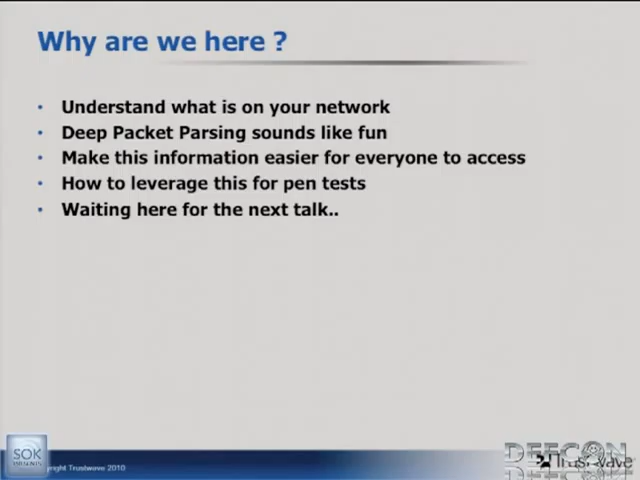 Why are we here ?
• Understand what is on your network
• Deep Packet Parsing sounds like fun
• Make this information easier for everyone to access
• How to leverage this for pen tests
• Waiting here for the next talk..
SOK
yright Trustwave 2010
DEFCON
Trustwave